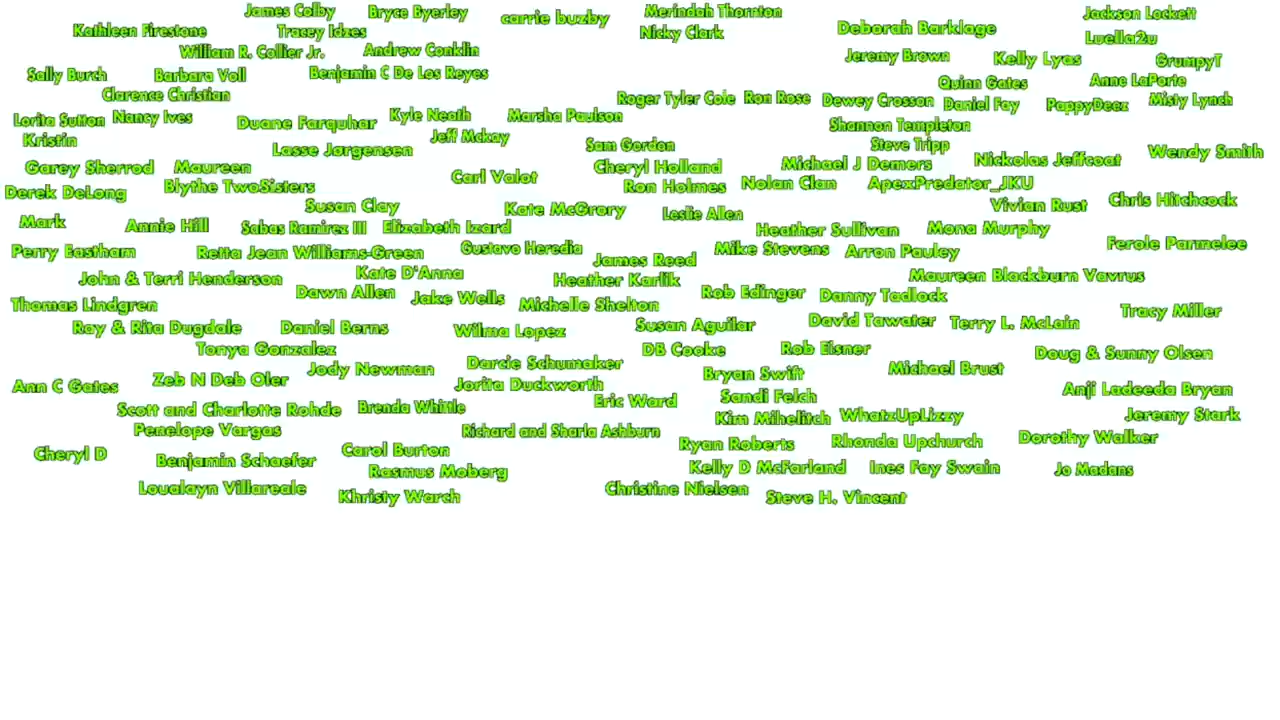 James Colby
Bryce Byerley
carrie buzby
Merindah Thornton
Jackson Lockett
Kathleen Firestone
Tracey Idzes
Nicky Clark
Deborah Barklage
Luella2u
William R. Collier Jr.
Andrew Conklin
Jeremy Brown
Kelly Lyas
GrumpyT
Sally Burch
Barbara Voll
Benjamin C De Los Reyes
Quinn Gates
Anne LaPorte
Clarence Christian
Roger Tyler Cole
Ron Rose
Dewey Crosson
Daniel Fay
PappyDeez
Misty Lynch
Lorita Sutton
Nancy Ives
Duane Farquhar
Kyle Neath
Marsha Paulson
Shannon Templeton
Kristin
Jeff Mckay
Lasse Jørgensen
Sam Gordon
Steve Tripp
Wendy Smith
Garey Sherrod
Maureen
Cheryl Holland
Michael J Demers
Nickolas Jeffcoat
Derek DeLong
Blythe TwoSisters
Carl Valot
Ron Holmes
Nolan Clan
ApexPredator_JKU
Susan Clay
Kate McGrory
Leslie Allen
Vivian Rust
Chris Hitchcock
Mark
Annie Hill
Sabas Ramirez III
Elizabeth Izard
Heather Sullivan
Mona Murphy
Perry Eastham
Retta Jean Williams-Green
Gustavo Heredia
James Reed
Mike Stevens
Arron Pauley
Ferole Parmelee
John & Terri Henderson
Kate D'Anna
Heather Karlik
Maureen Blackburn Vavrus
Thomas Lindgren
Dawn Allen
Jake Wells
Michelle Shelton
Rob Edinger
Danny Tadlock
Tracy Miller
Ray & Rita Dugdale
Daniel Berns
Wilma Lopez
Susan Aguilar
David Tawater
Terry L. McLain
Tonya Gonzalez
DB Cooke
Rob Eisner
Doug & Sunny Olsen
Jody Newman
Darcie Schumaker
Michael Brust
Ann C Gates
Zeb N Deb Oler
Jorita Duckworth
Bryan Swift
Anji Ladeeda Bryan
Scott and Charlotte Rohde
Brenda Whittle
Eric Ward
Sandi Felch
Kim Mihelitch
WhatzUpLizzy
Jeremy Stark
Penelope Vargas
Richard and Sharla Ashburn
Ryan Roberts
Rhonda Upchurch
Dorothy Walker
Cheryl D
Benjamin Schaefer
Carol Burton
Rasmus Moberg
Kelly D McFarland
Ines Fay Swain
Jo Madans
Loualayn Villareale
Khristy Warch
Christine Nielsen
Steve H. Vincent